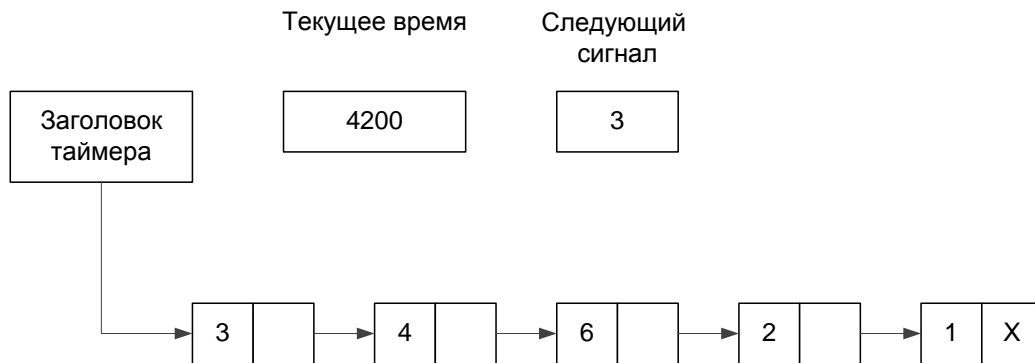 Текущее время
Следующий
сигнал
Заголовок
таймера
4200
3
3
4
6
2
1
X